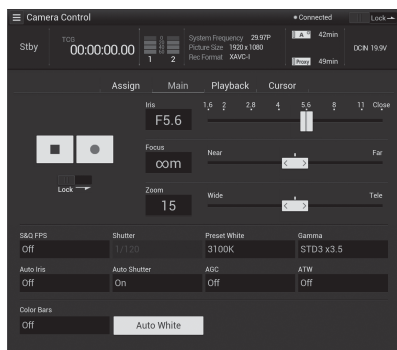 Camera Control
Connected
Lock
Stby
TCG
00:00:00.00
1 2
System Frequency 29.97P
Picture Size 1920 x 1080
Rec Format XAVC-I
A 42min
Proxy 49min
DCIN 19.9V
Assign Main Playback Cursor
Iris
F5.6
1.6 2 2.8 4 5.6 8 11 Close
Focus
∞m
Near Far
Zoom
15
Wide Tele
Lock
S&Q FPS
Off
Shutter
1/120
Preset White
3100K
Gamma
STD3 x3.5
Auto Iris
Off
Auto Shutter
On
AGC
Off
ATW
Off
Color Bars
Off
Auto White